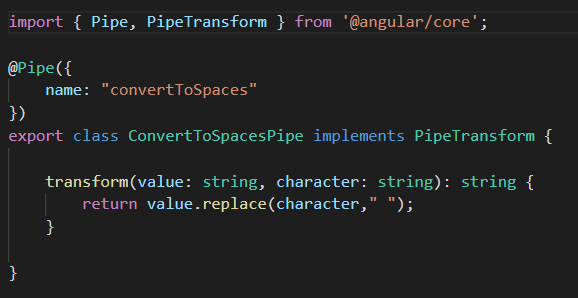 import { Pipe, PipeTransform } from '@angular/core';
@Pipe({
    name: "convertToSpaces"
})
export class ConvertToSpacesPipe implements PipeTransform {
    transform(value: string, character: string): string {
        return value.replace(character," ");
    }
}